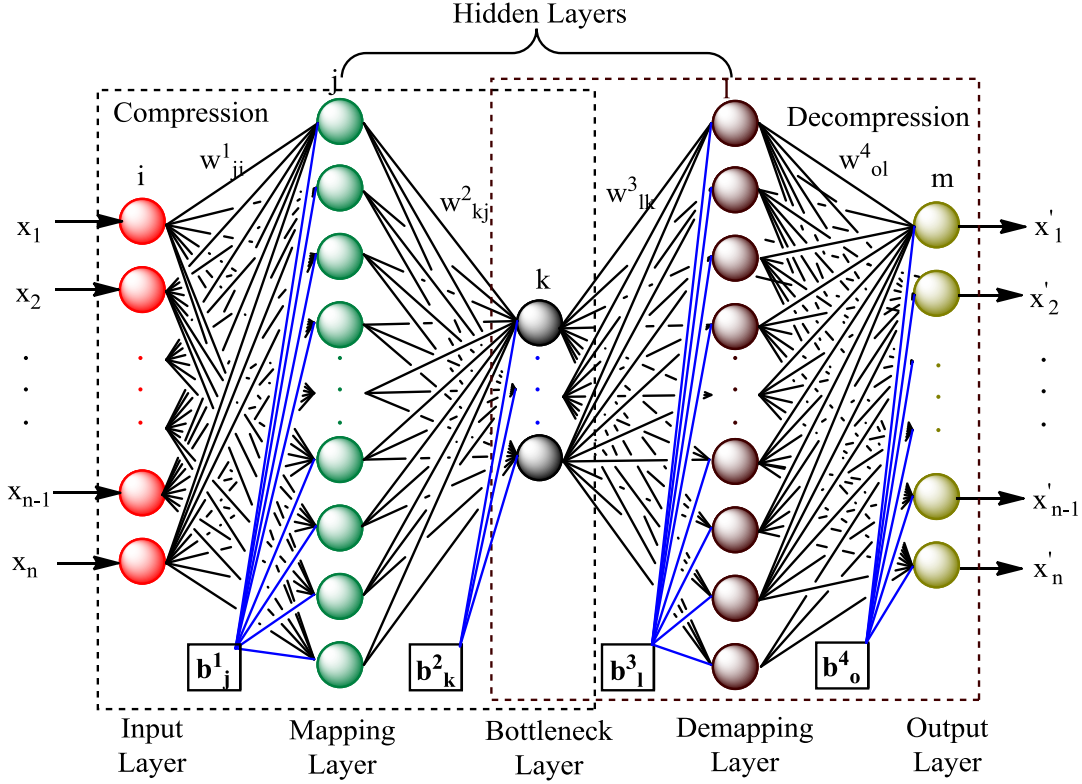 Hidden Layers
j
l
Compression
Decompression
i
w¹ji
w²kj
w³lk
w⁴ol
m
x₁
x'₁
k
x₂
x'₂
xn-1
x'n-1
xn
x'n
b¹j
b²k
b³l
b⁴o
Input
Layer
Mapping
Layer
Bottleneck
Layer
Demapping
Layer
Output
Layer